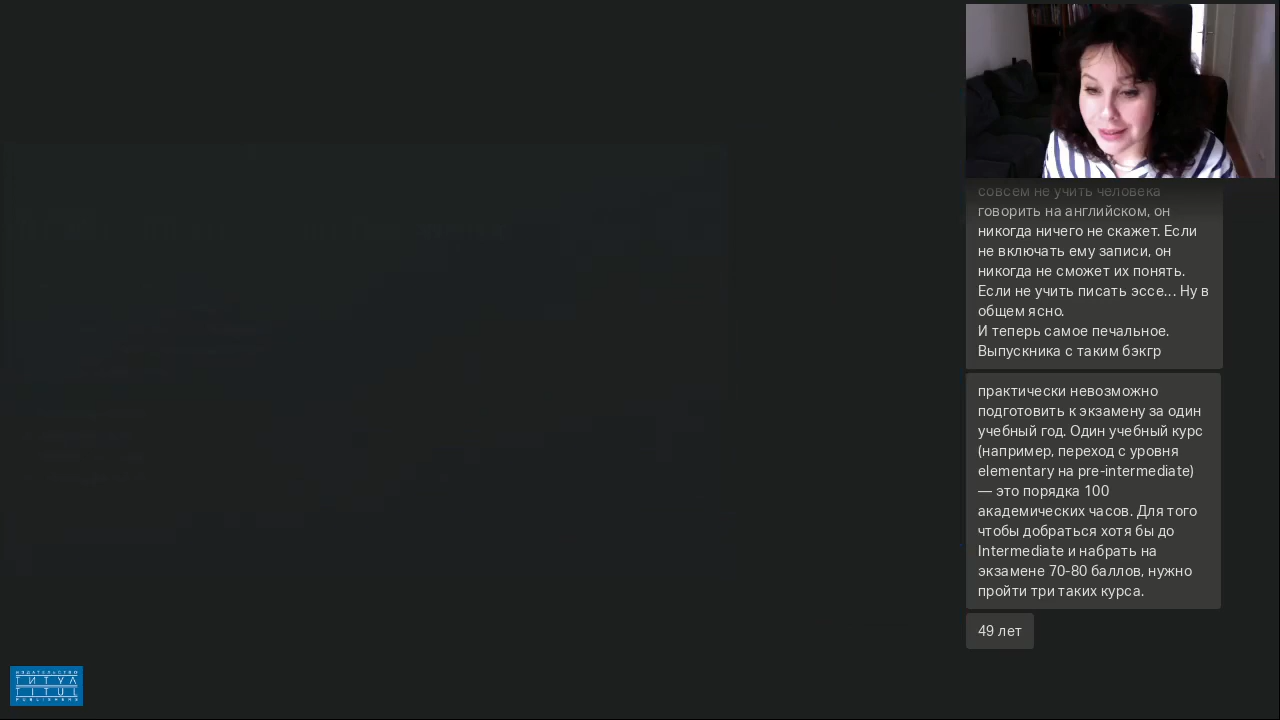 совсем не учить человека
говорить на английском, он
никогда ничего не скажет. Если
не включать ему записи, он
никогда не сможет их понять.
Если не учить писать эссе... Ну в
общем ясно.
И теперь самое печальное.
Выпускника с таким бэкгр
практически невозможно
подготовить к экзамену за один
учебный год. Один учебный курс
(например, переход с уровня
elementary на pre-intermediate)
— это порядка 100
академических часов. Для того
чтобы добраться хотя бы до
Intermediate и набрать на
экзамене 70-80 баллов, нужно
пройти три таких курса.
49 лет
ИЗДАТЕЛЬСТВО
ТИТУЛ
TITUL
PUBLISHERS